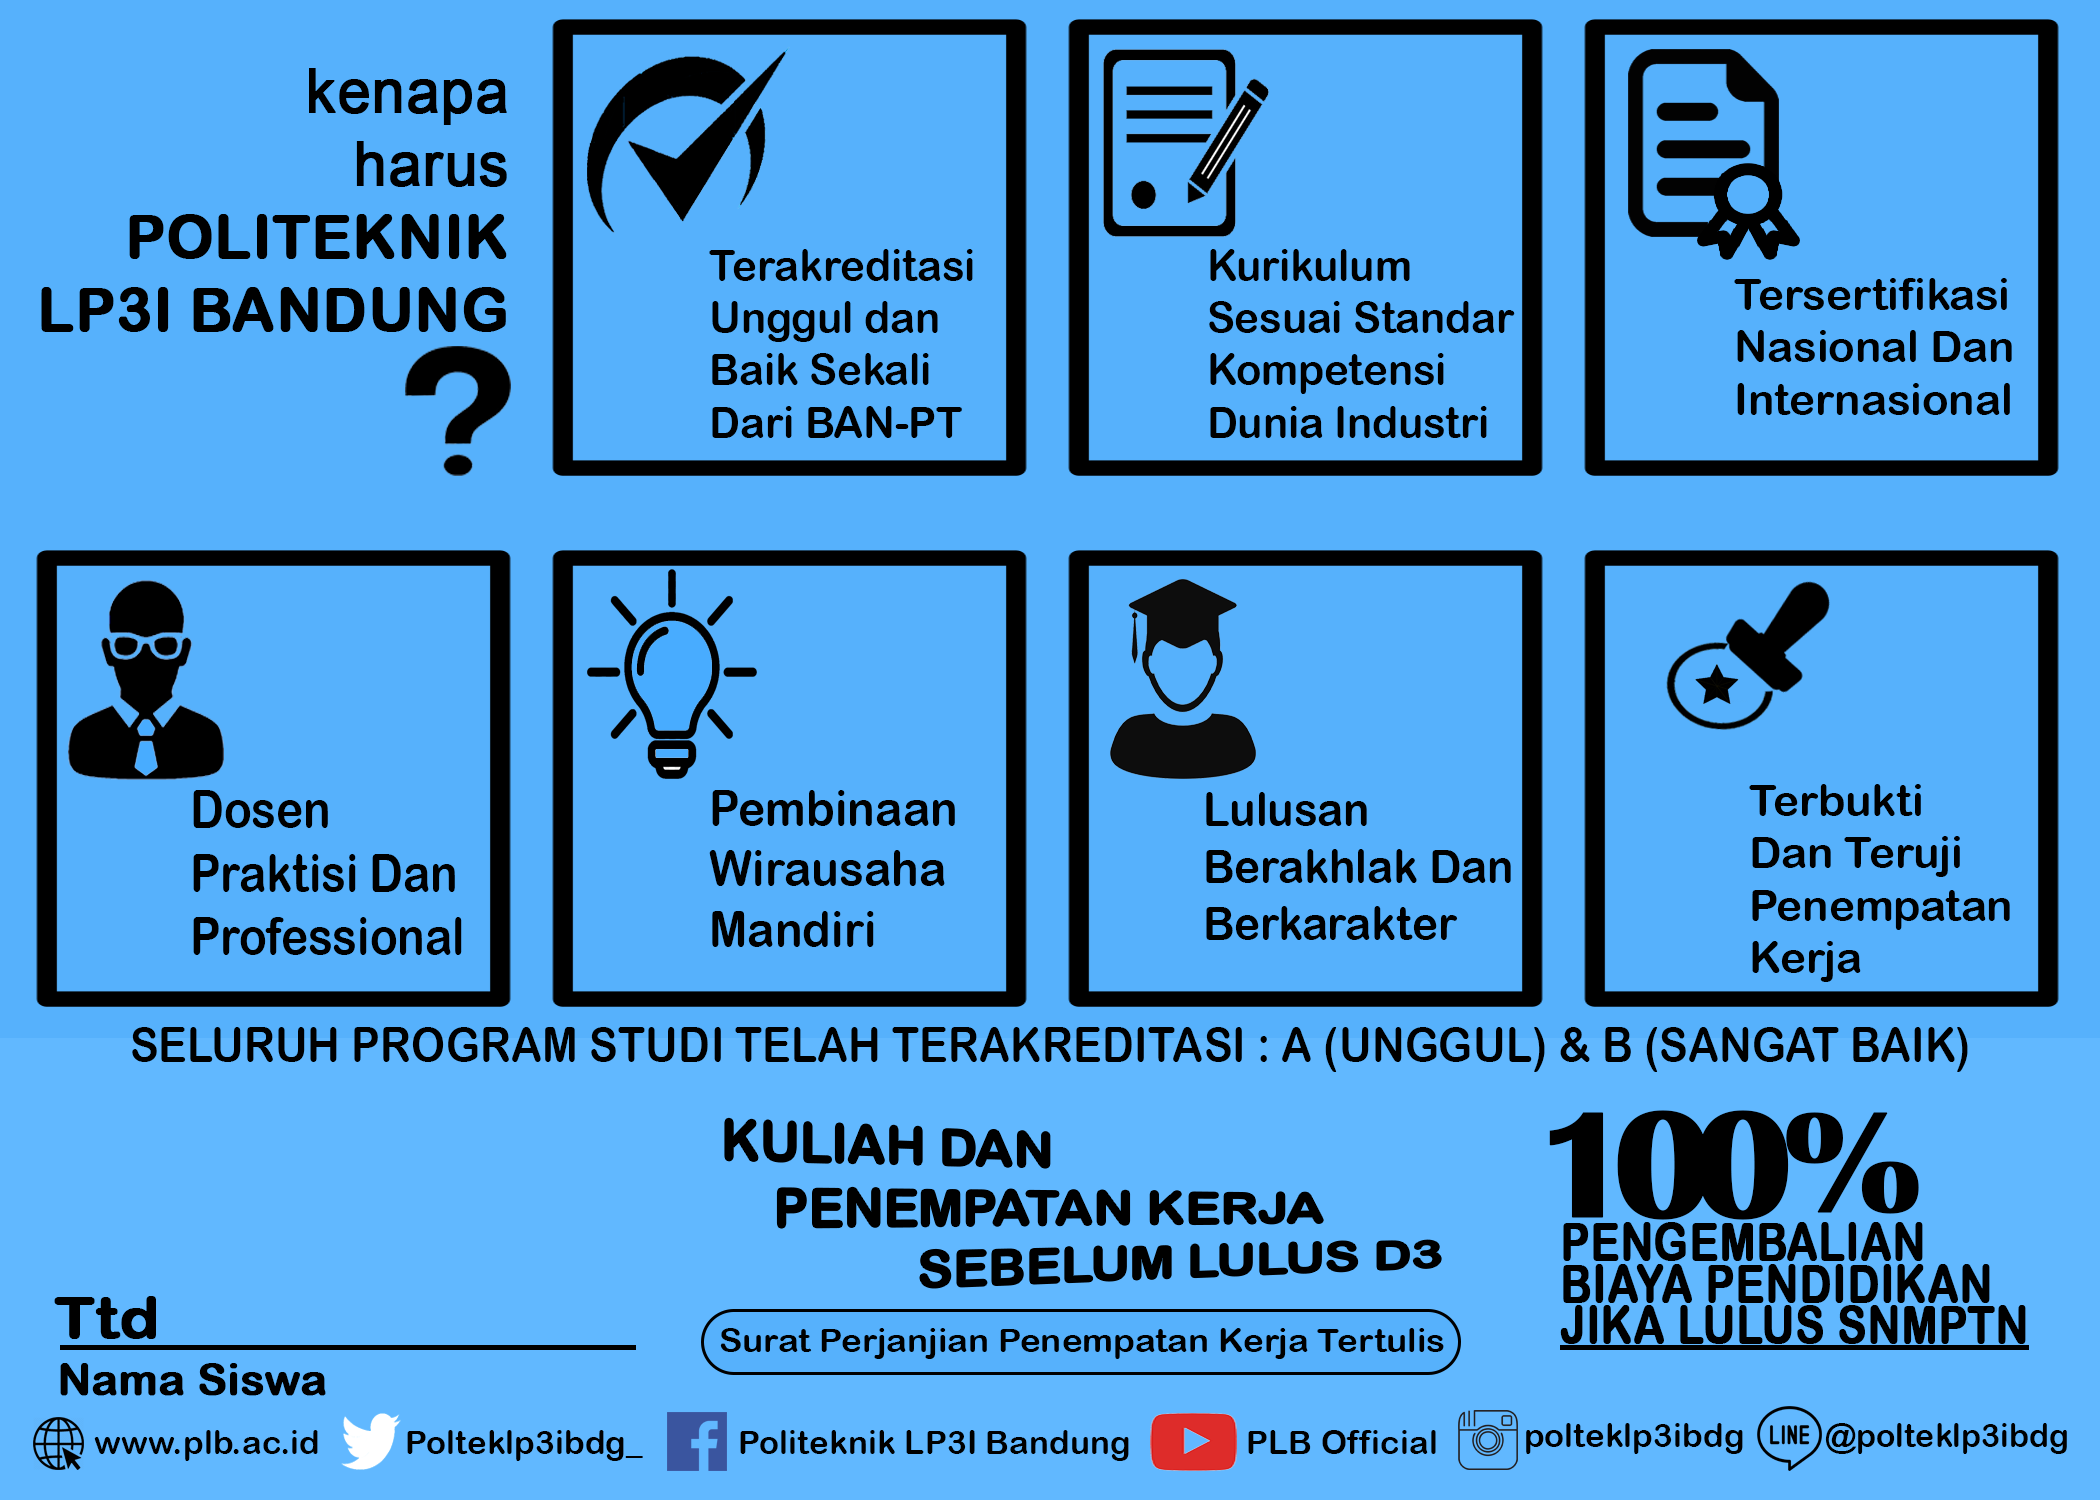 kenapa
harus
POLITEKNIK
LP3I BANDUNG
?
Terakreditasi
Unggul dan
Baik Sekali
Dari BAN-PT
Kurikulum
Sesuai Standar
Kompetensi
Dunia Industri
Tersertifikasi
Nasional Dan
Internasional
Dosen
Praktisi Dan
Professional
Pembinaan
Wirausaha
Mandiri
Lulusan
Berakhlak Dan
Berkarakter
Terbukti
Dan Teruji
Penempatan
Kerja
SELURUH PROGRAM STUDI TELAH TERAKREDITASI : A (UNGGUL) & B (SANGAT BAIK)
Ttd
Nama Siswa
KULIAH DAN
PENEMPATAN KERJA
SEBELUM LULUS D3
Surat Perjanjian Penempatan Kerja Tertulis
100%
PENGEMBALIAN
BIAYA PENDIDIKAN
JIKA LULUS SNMPTN
www.plb.ac.id Polteklp3ibdg_ f Politeknik LP3I Bandung PLB Official polteklp3ibdg LINE @polteklp3ibdg